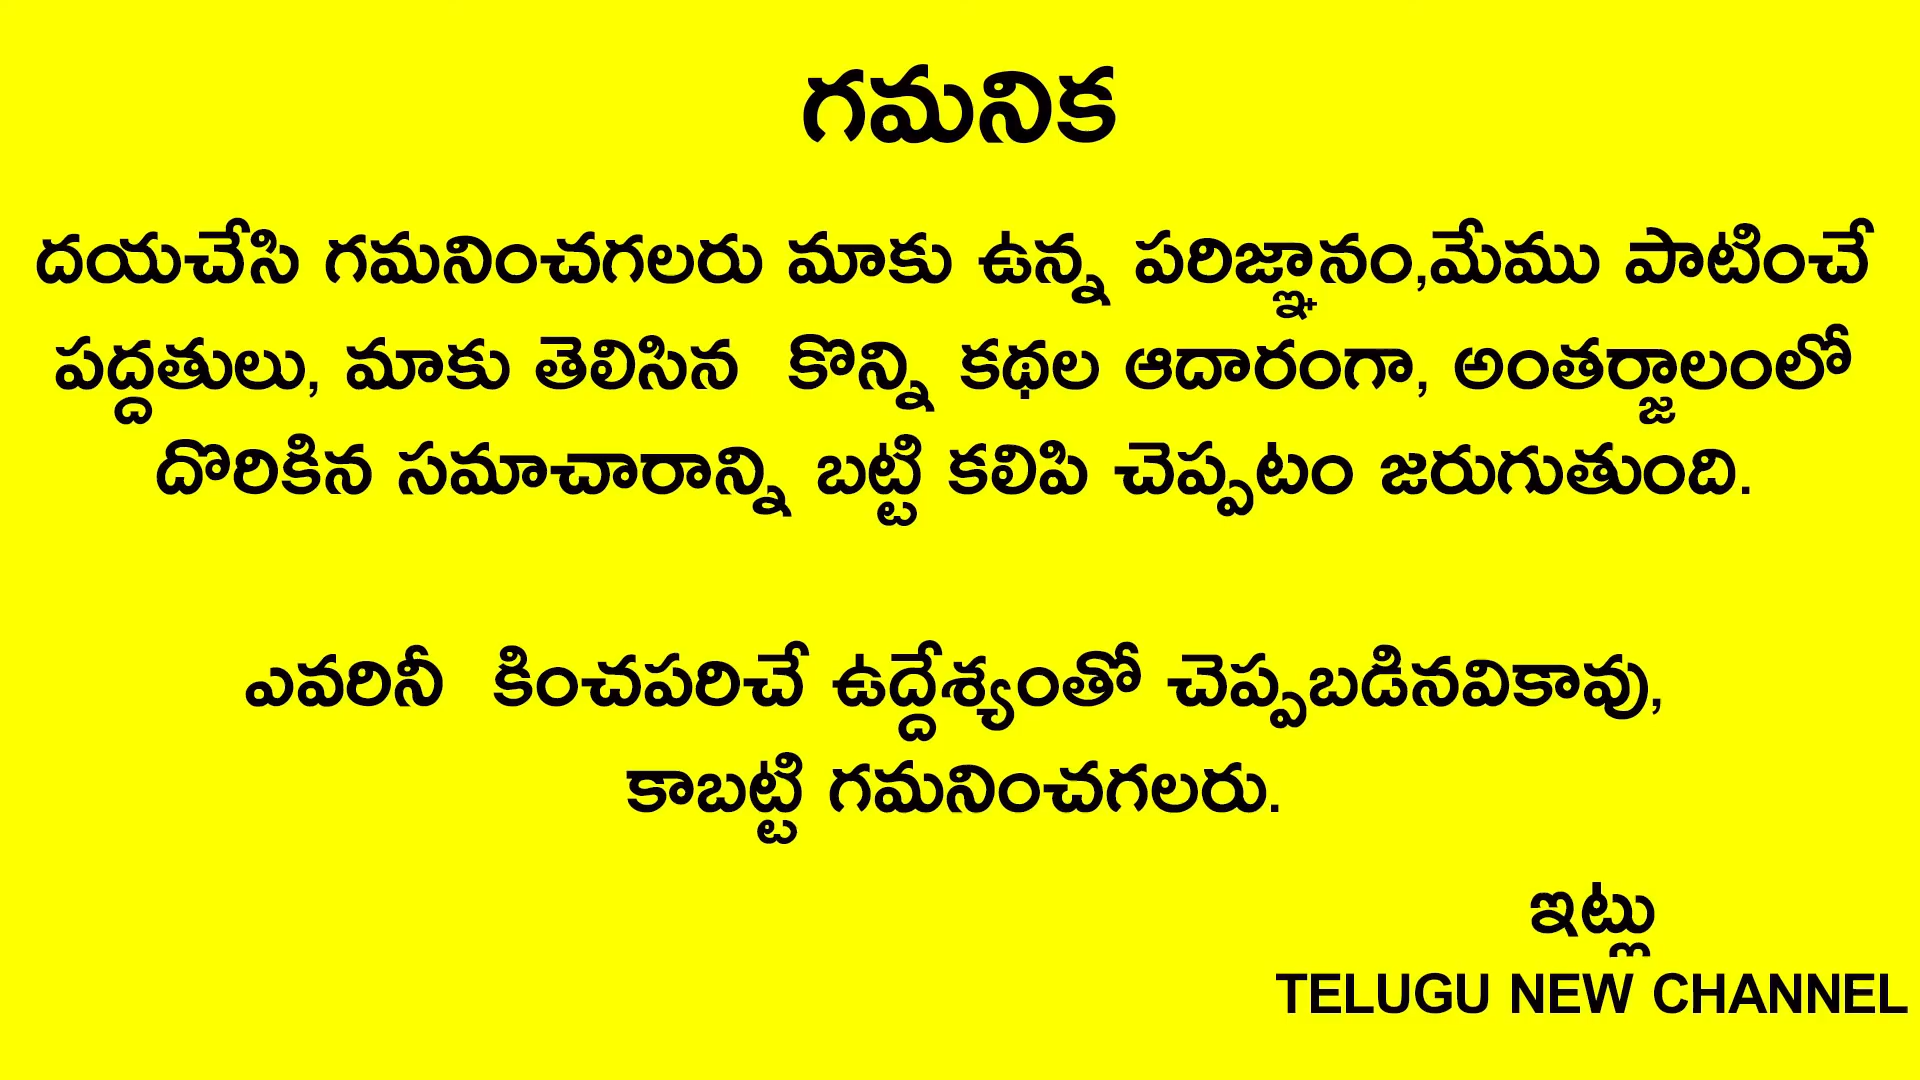 గమనిక
దయచేసి గమనించగలరు మాకు ఉన్న పరిజ్ఞానం,మేము పాటించే
పద్దతులు, మాకు తెలిసిన కొన్ని కథల ఆదారంగా, అంతర్జాలంలో
దొరికిన సమాచారాన్ని బట్టి కలిపి చెప్పటం జరుగుతుంది.
ఎవరినీ కించపరిచే ఉద్దేశ్యంతో చెప్పబడినవికావు,
కాబట్టి గమనించగలరు.
ఇట్లు
TELUGU NEW CHANNEL